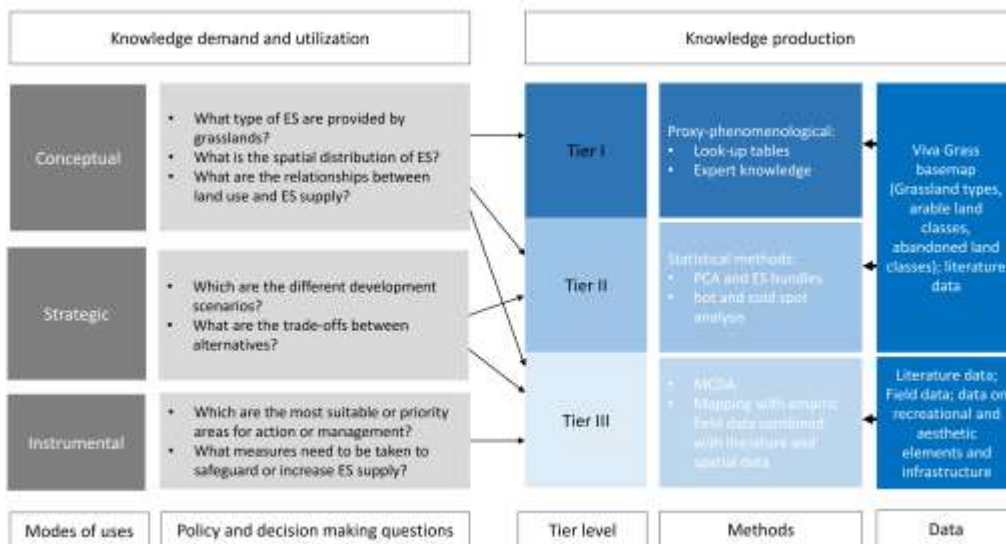 Knowledge demand and utilization
Knowledge production
Conceptual
• What type of ES are provided by
grasslands?
• What is the spatial distribution of ES?
• What are the relationships between
land use and ES supply?
Tier I
Proxy-phenomenological:
• Look-up tables
• Expert knowledge
Viva Grass
basemap
(Grassland types,
arable land
classes,
abandoned land
classes); literature
data
Strategic
• Which are the different development
scenarios?
• What are the trade-offs between
alternatives?
Tier II
Statistical methods:
• PCA and ES bundles
• hot and cold spot
analysis
Instrumental
• Which are the most suitable or priority
areas for action or management?
• What measures need to be taken to
safeguard or increase ES supply?
Tier III
• MCDA
• Mapping with empiric
field data combined
with literature and
spatial data
Literature data;
Field data; data on
recreational and
aesthetic
elements and
infrastructure
Modes of uses
Policy and decision making questions
Tier level
Methods
Data